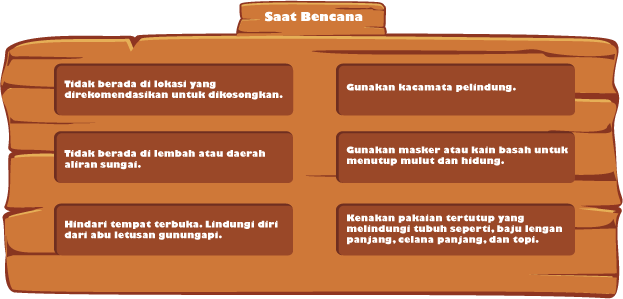 Saat Bencana
Tidak berada di lokasi yang
direkomendasikan untuk dikosongkan.
Tidak berada di lembah atau daerah
aliran sungai.
Hindari tempat terbuka. Lindungi diri
dari abu letusan gunungapi.
Gunakan kacamata pelindung.
Gunakan masker atau kain basah untuk
menutup mulut dan hidung.
Kenakan pakaian tertutup yang
melindungi tubuh seperti, baju lengan
panjang, celana panjang, dan topi.